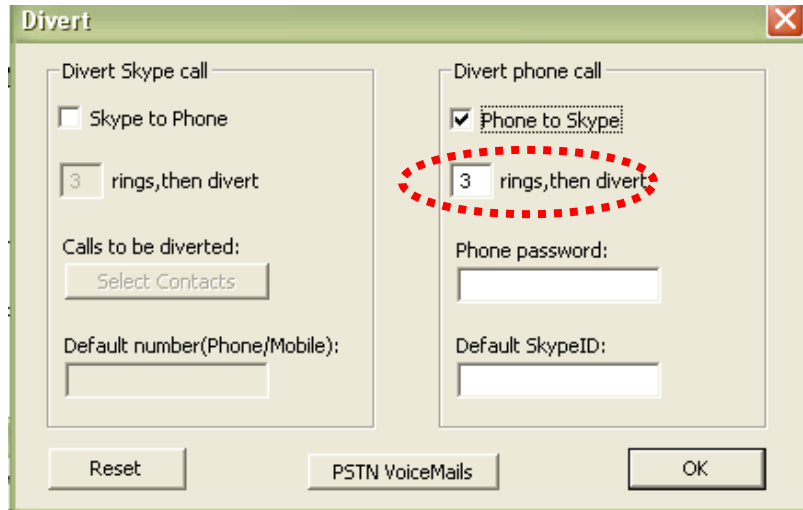 Divert
Divert Skype call
Skype to Phone
3 rings,then divert
Calls to be diverted:
Select Contacts
Default number(Phone/Mobile):
Divert phone call
Phone to Skype
3 rings,then divert
Phone password:
Default SkypeID:
Reset
PSTN VoiceMails
OK